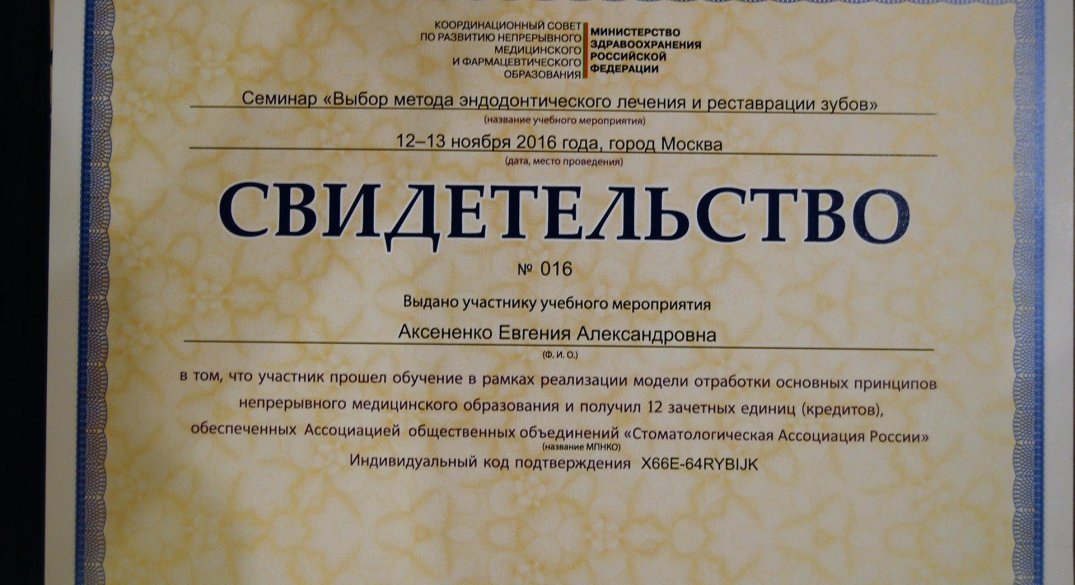 КООРДИНАЦИОННЫЙ СОВЕТ
ПО РАЗВИТИЮ НЕПРЕРЫВНОГО
МЕДИЦИНСКОГО
И ФАРМАЦЕВТИЧЕСКОГО
ОБРАЗОВАНИЯ
МИНИСТЕРСТВО
ЗДРАВООХРАНЕНИЯ
РОССИЙСКОЙ
ФЕДЕРАЦИИ
Семинар «Выбор метода эндодонтического лечения и реставрации зубов»
(название учебного мероприятия)
12–13 ноября 2016 года, город Москва
(дата, место проведения)
СВИДЕТЕЛЬСТВО
№ 016
Выдано участнику учебного мероприятия
Аксененко Евгения Александровна
(Ф. И. О.)
в том, что участник прошел обучение в рамках реализации модели отработки основных принципов
непрерывного медицинского образования и получил 12 зачетных единиц (кредитов),
обеспеченных Ассоциацией общественных объединений «Стоматологическая Ассоциация России»
(название МПНКО)
Индивидуальный код подтверждения X66E-64RYBIJK